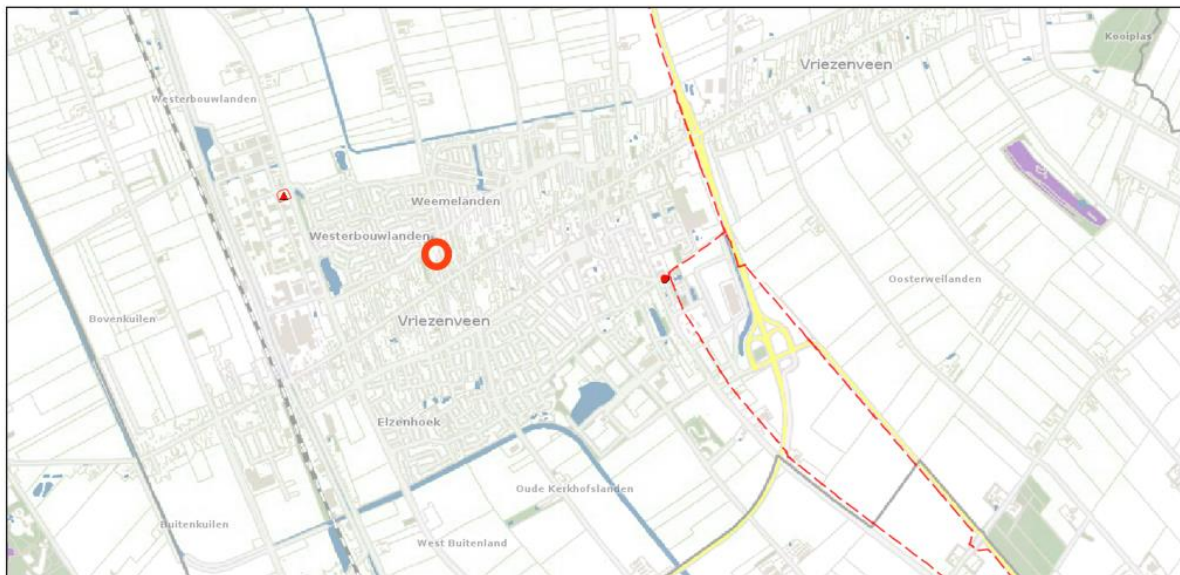 Kooiplas
Vriezenveen
Westerbouwlanden
Weemelanden
Westerbouwlanden
Oosterweilanden
Bovenkuilen
Vriezenveen
Elzenhoek
Oude Kerkhofslanden
Buitenkuilen
West Buitenland